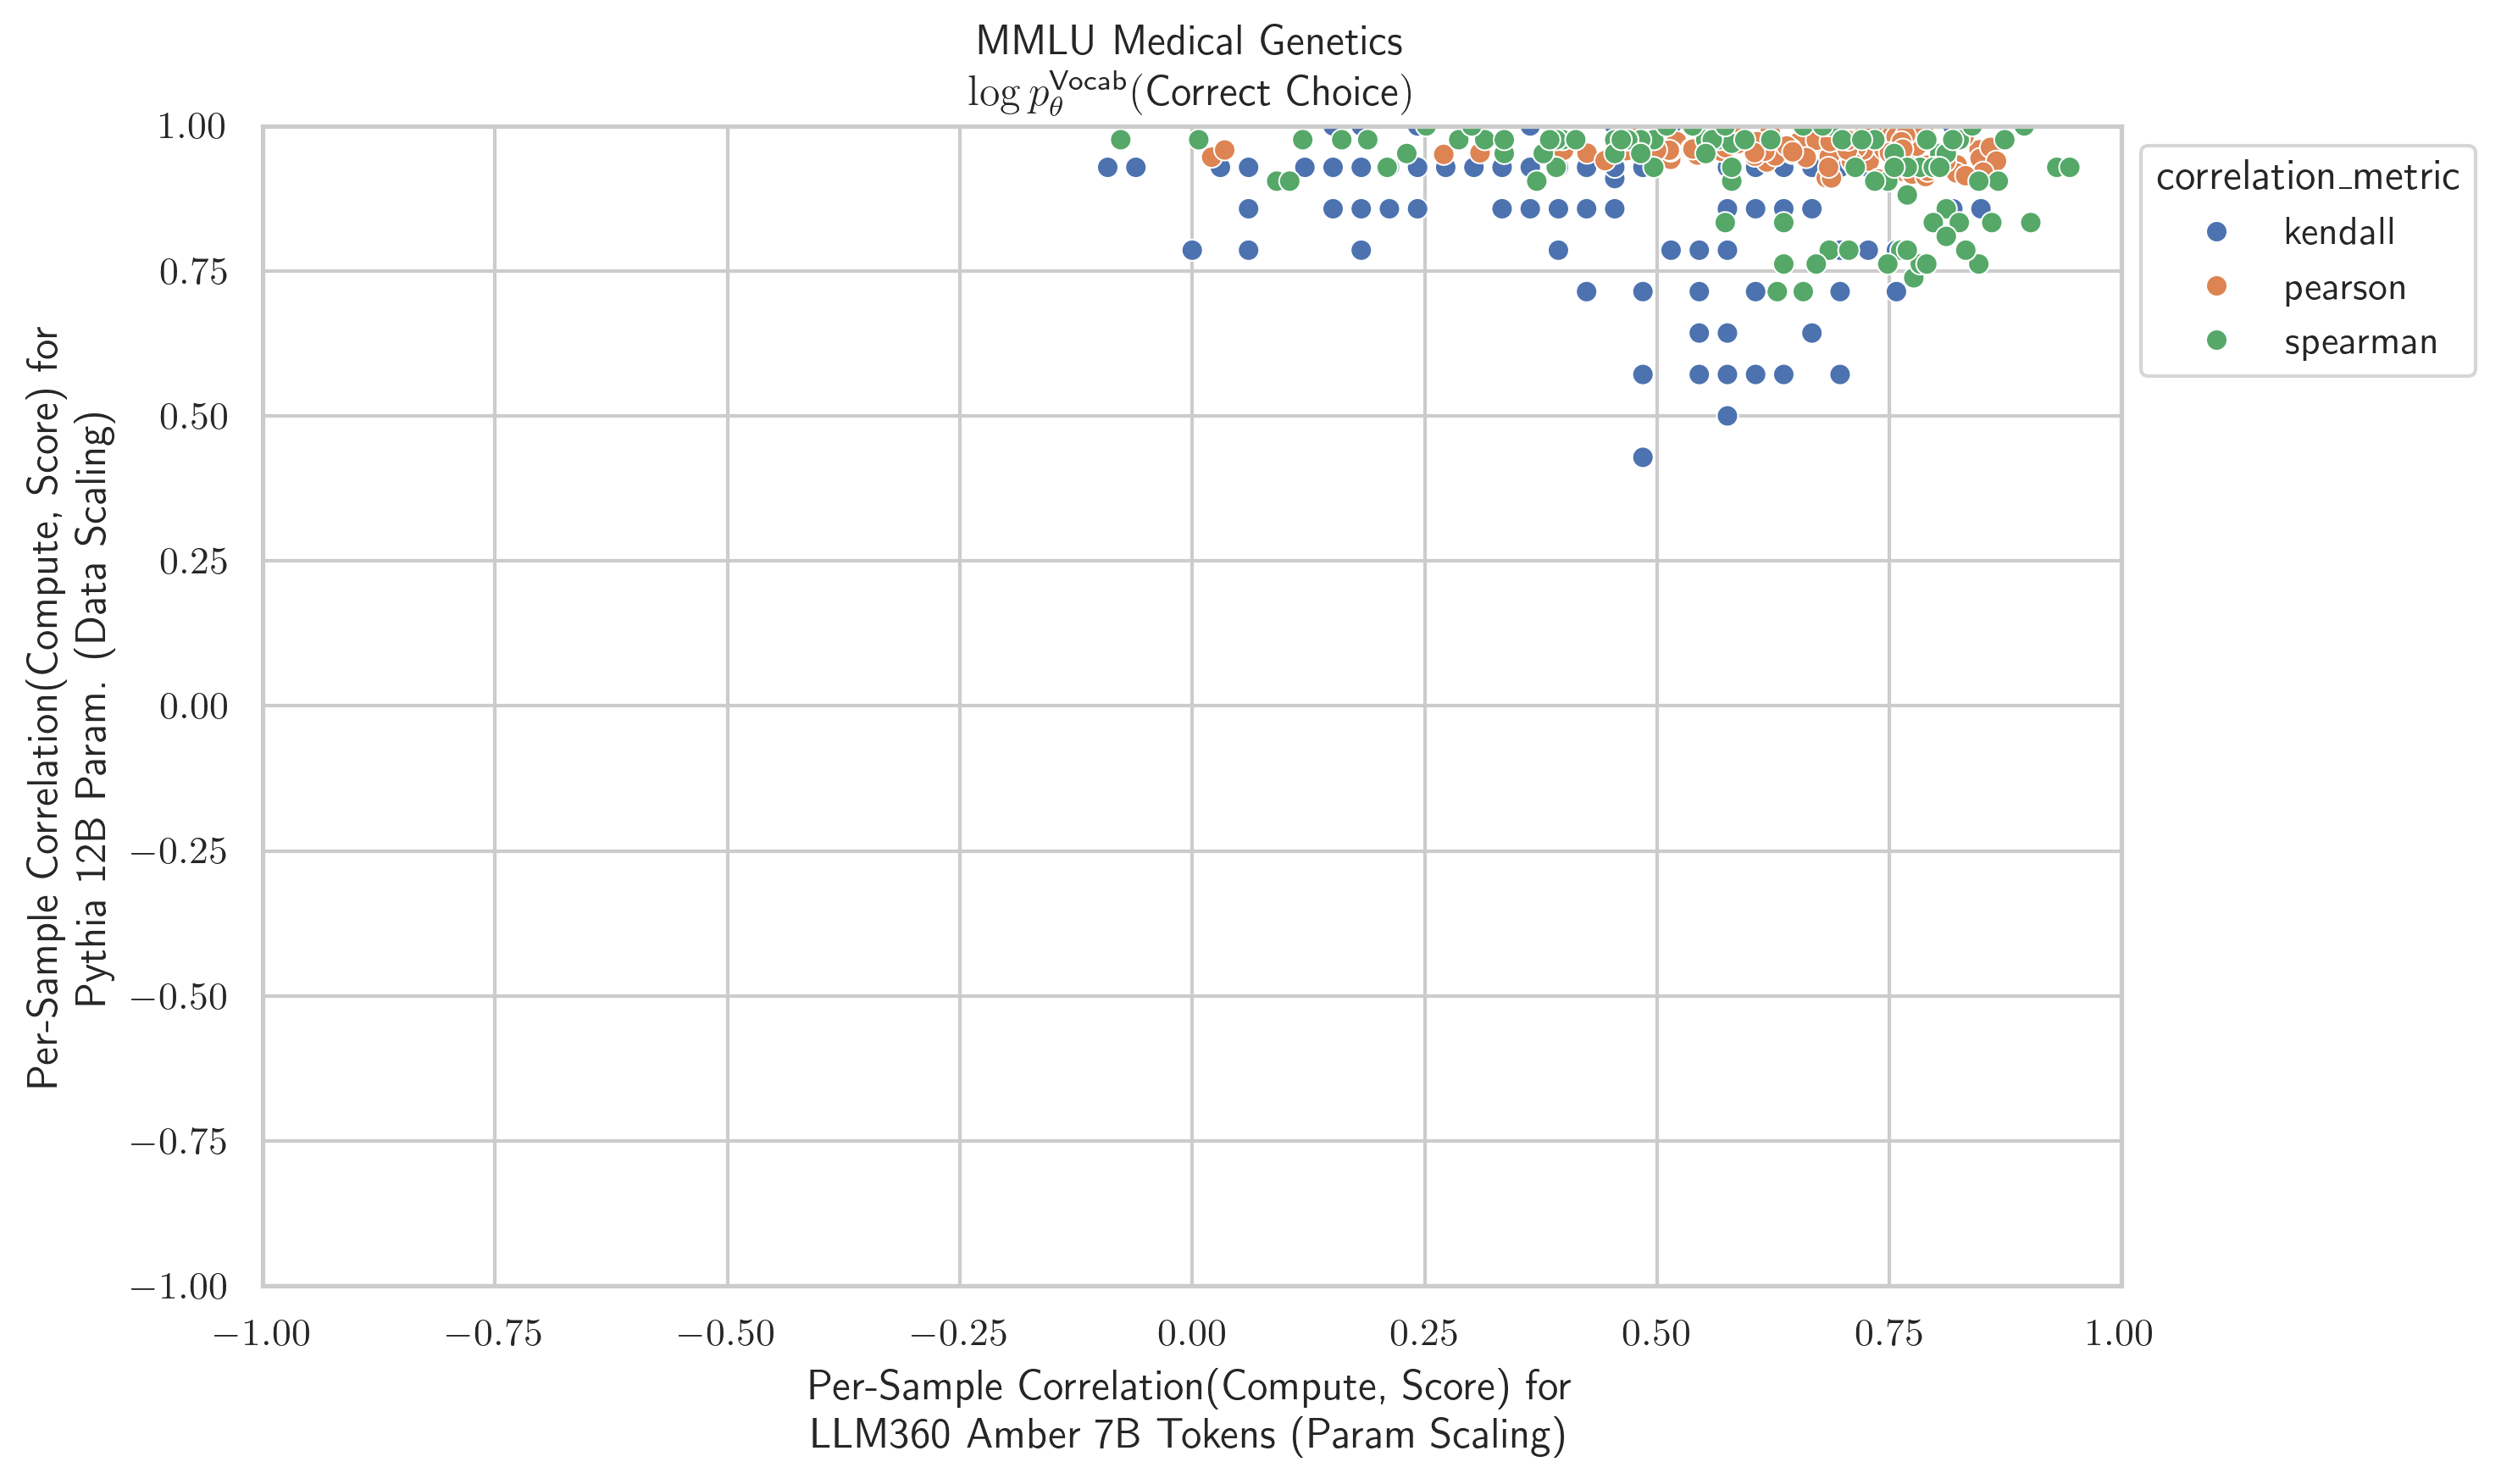 MMLU Medical Genetics
log p_θ^Vocab(Correct Choice)
1.00
0.75
0.50
0.25
0.00
−0.25
−0.50
−0.75
−1.00
Per-Sample Correlation(Compute, Score) for
Pythia 12B Param. (Data Scaling)
−1.00
−0.75
−0.50
−0.25
0.00
0.25
0.50
0.75
1.00
Per-Sample Correlation(Compute, Score) for
LLM360 Amber 7B Tokens (Param Scaling)
correlation_metric
kendall
pearson
spearman